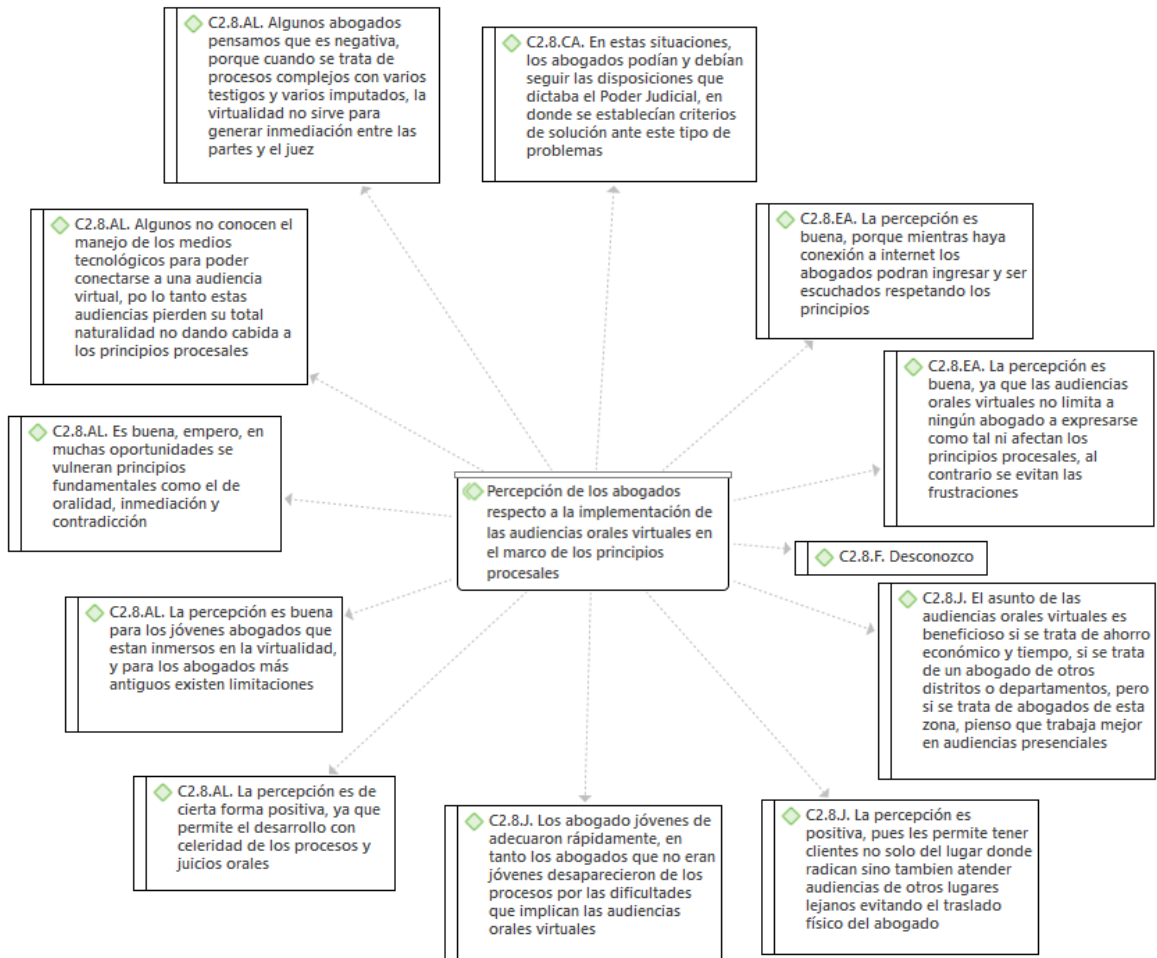 C2.8.AL. Algunos abogados
pensamos que es negativa,
porque cuando se trata de
procesos complejos con varios
testigos y varios imputados, la
virtualidad no sirve para
generar inmediación entre las
partes y el juez
C2.8.CA. En estas situaciones,
los abogados podían y debían
seguir las disposiciones que
dictaba el Poder Judicial, en
donde se establecían criterios
de solución ante este tipo de
problemas
C2.8.AL. Algunos no conocen el
manejo de los medios
tecnológicos para poder
conectarse a una audiencia
virtual, po lo tanto estas
audiencias pierden su total
naturalidad no dando cabida a
los principios procesales
C2.8.EA. La percepción es
buena, porque mientras haya
conexión a internet los
abogados podran ingresar y ser
escuchados respetando los
principios
C2.8.EA. La percepción es
buena, ya que las audiencias
orales virtuales no limita a
ningún abogado a expresarse
como tal ni afectan los
principios procesales, al
contrario se evitan las
frustraciones
C2.8.AL. Es buena, empero, en
muchas oportunidades se
vulneran principios
fundamentales como el de
oralidad, inmediación y
contradicción
Percepción de los abogados
respecto a la implementación de
las audiencias orales virtuales en
el marco de los principios
procesales
C2.8.F. Desconozco
C2.8.J. El asunto de las
audiencias orales virtuales es
beneficioso si se trata de ahorro
económico y tiempo, si se trata
de un abogado de otros
distritos o departamentos, pero
si se trata de abogados de esta
zona, pienso que trabaja mejor
en audiencias presenciales
C2.8.AL. La percepción es buena
para los jóvenes abogados que
estan inmersos en la virtualidad,
y para los abogados más
antiguos existen limitaciones
C2.8.AL. La percepción es de
cierta forma positiva, ya que
permite el desarrollo con
celeridad de los procesos y
juicios orales
C2.8.J. Los abogado jóvenes de
adecuaron rápidamente, en
tanto los abogados que no eran
jóvenes desaparecieron de los
procesos por las dificultades
que implican las audiencias
orales virtuales
C2.8.J. La percepción es
positiva, pues les permite tener
clientes no solo del lugar donde
radican sino tambien atender
audiencias de otros lugares
lejanos evitando el traslado
físico del abogado